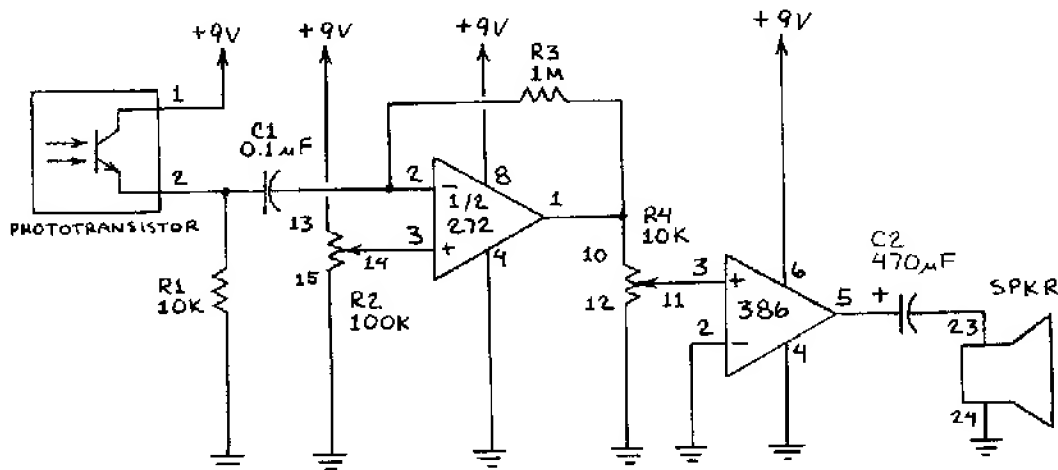 +9V
+9V
+9V
+9V
R3
1M
1
2
PHOTOTRANSISTOR
C1
0.1μF
R1
10K
13
14
15
R2
100K
2
-
1/2
272
3
+
8
4
1
R4
10K
10
11
12
3
+
386
2
-
6
4
5
C2
470μF
+
SPKR
23
24